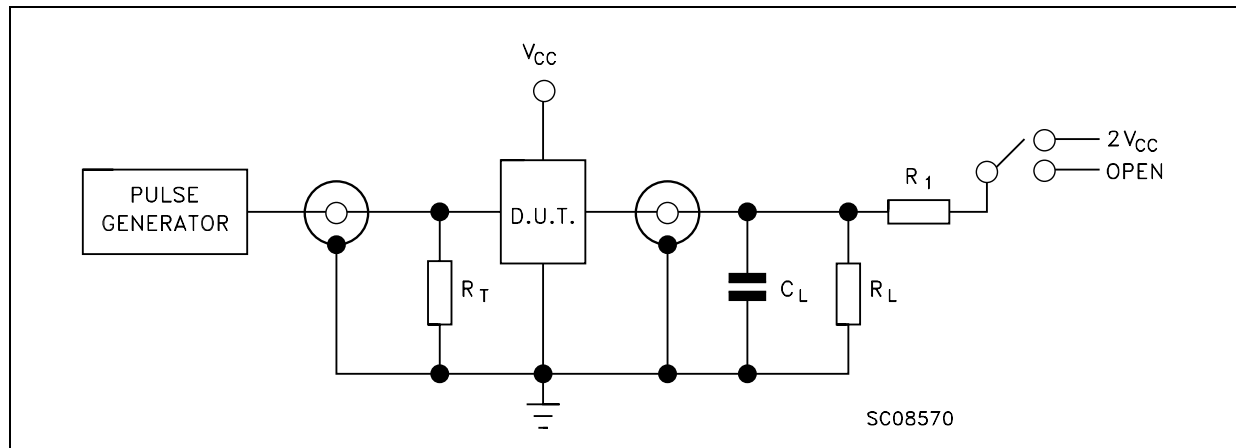 VCC
2VCC
OPEN
PULSE
GENERATOR
D.U.T.
R1
RT
CL
RL
SC08570